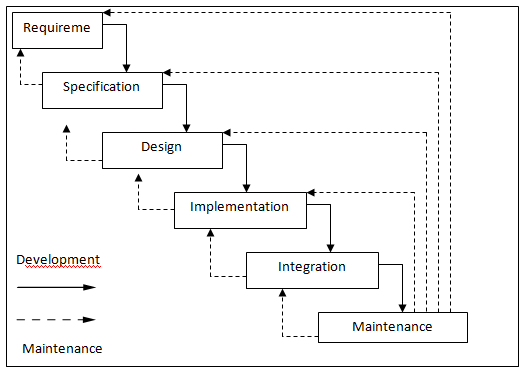 Requireme
Specification
Design
Implementation
Integration
Maintenance
Development
Maintenance